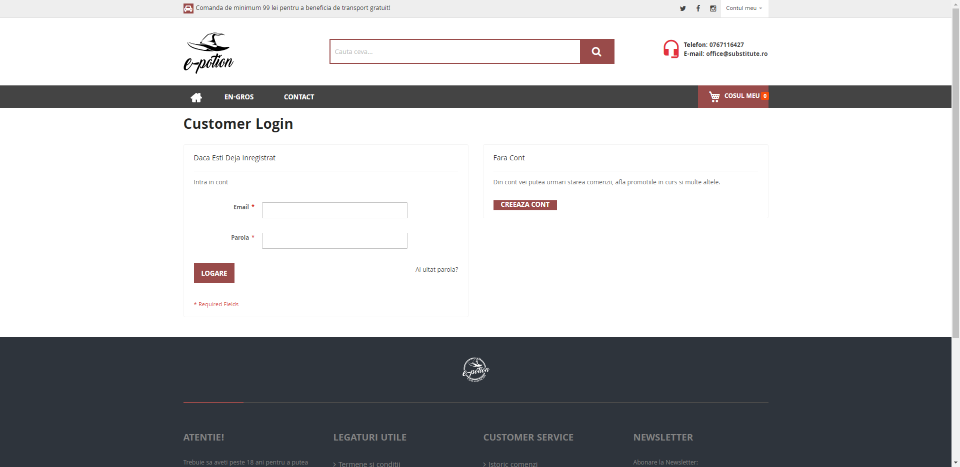 Comanda de minimum 99 lei pentru a beneficia de transport gratuit!
Contul meu
e-potion
Cauta ceva...
Telefon: 0767116427
E-mail: office@substitute.ro
EN-GROS
CONTACT
COSUL MEU 0
Customer Login
Daca Esti Deja Inregistrat
Intra in cont
Email *
Parola *
LOGARE
Ai uitat parola?
* Required Fields
Fara Cont
Din cont vei putea urmari starea comenzii, afla promotiile in curs si multe altele.
CREEAZA CONT
e-potion
ATENTIE!
Trebuie sa aveti peste 18 ani pentru a putea
LEGATURI UTILE
> Termene si conditii
CUSTOMER SERVICE
> Istoric comenzi
NEWSLETTER
Abonare la Newsletter: